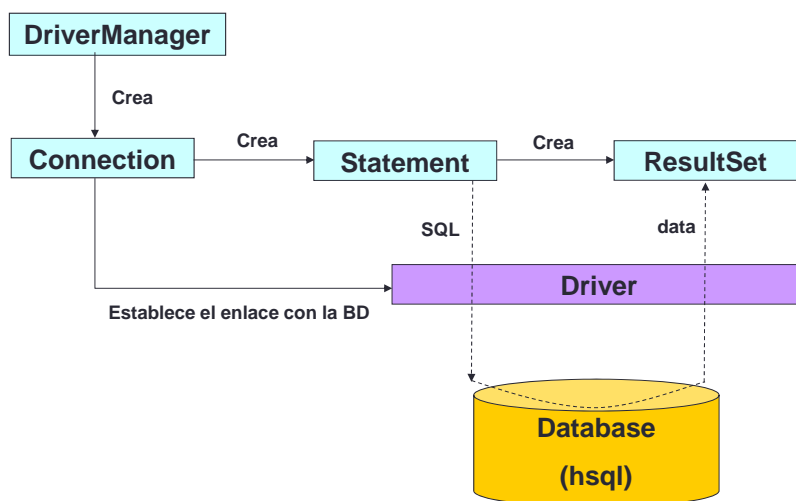 DriverManager
Crea
Connection
Crea
Statement
Crea
ResultSet
SQL
data
Driver
Establece el enlace con la BD
Database
(hsql)